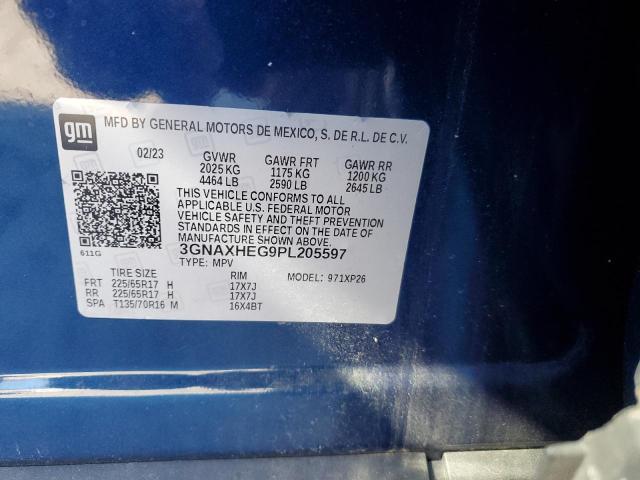 gm MFD BY GENERAL MOTORS DE MEXICO, S. DE R.L. DE C.V.
02/23 GVWR GAWR FRT GAWR RR
2025 KG 1175 KG 1200 KG
4464 LB 2590 LB 2645 LB
THIS VEHICLE CONFORMS TO ALL
APPLICABLE U.S. FEDERAL MOTOR
VEHICLE SAFETY AND THEFT PREVENTION
STANDARDS IN EFFECT ON THE DATE OF
MANUFACTURE SHOWN ABOVE.
611G 3GNAXHEG9PL205597
TYPE: MPV MODEL: 971XP26
TIRE SIZE RIM
FRT 225/65R17 H 17X7J
RR 225/65R17 H 17X7J
SPA T135/70R16 M 16X4BT